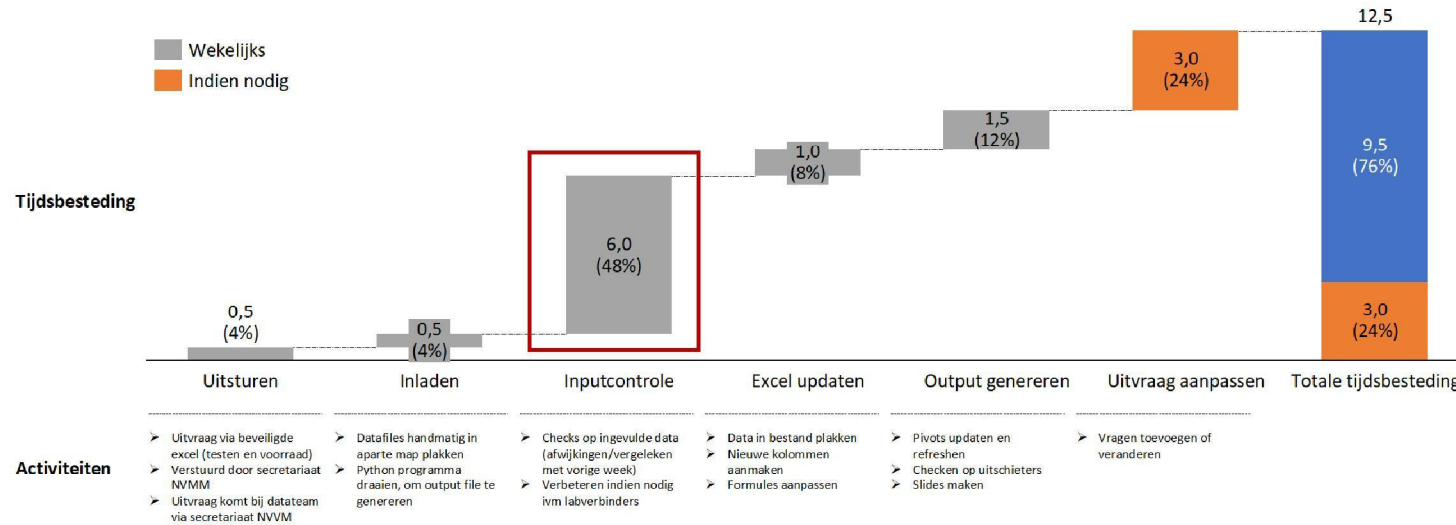 12,5
Wekelijks
Indien nodig
3,0
(24%)
1,5
(12%)
1,0
(8%)
9,5
(76%)
Tijdsbesteding
6,0
(48%)
0,5
(4%)
0,5
(4%)
3,0
(24%)
Uitsturen
Inladen
Inputcontrole
Excel updaten
Output genereren
Uitvraag aanpassen
Totale tijdsbesteding
Activiteiten
➢ Uitvraag via beveiligde
excel (testen en voorraad)
➢ Verstuurd door secretariaat
NVMM
➢ Uitvraag komt bij datateam
via secretariaat NVVM
➢ Datafiles handmatig in
aparte map plakken
➢ Python programma
draaien, om output file te
genereren
➢ Checks op ingevulde data
(afwijkingen/vergeleken
met vorige week)
➢ Verbeteren indien nodig
ivm labverbinders
➢ Data in bestand plakken
➢ Nieuwe kolommen
aanmaken
➢ Formules aanpassen
➢ Pivots updaten en
refreshen
➢ Checken op uitschieters
➢ Slides maken
➢ Vragen toevoegen of
veranderen